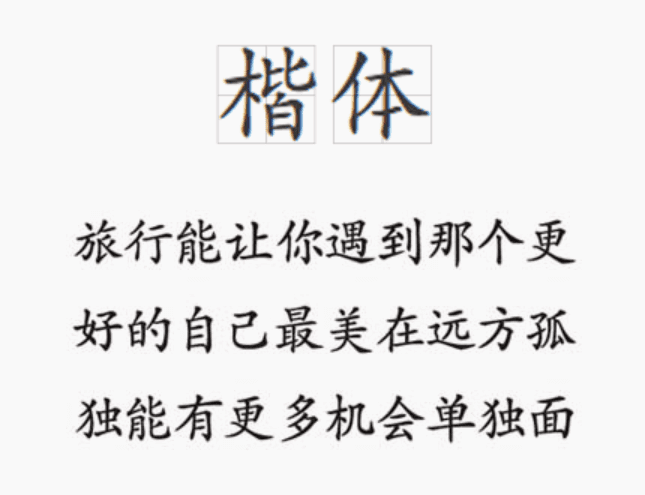 楷体
旅行能让你遇到那个更
好的自己最美在远方孤
独能有更多机会单独面